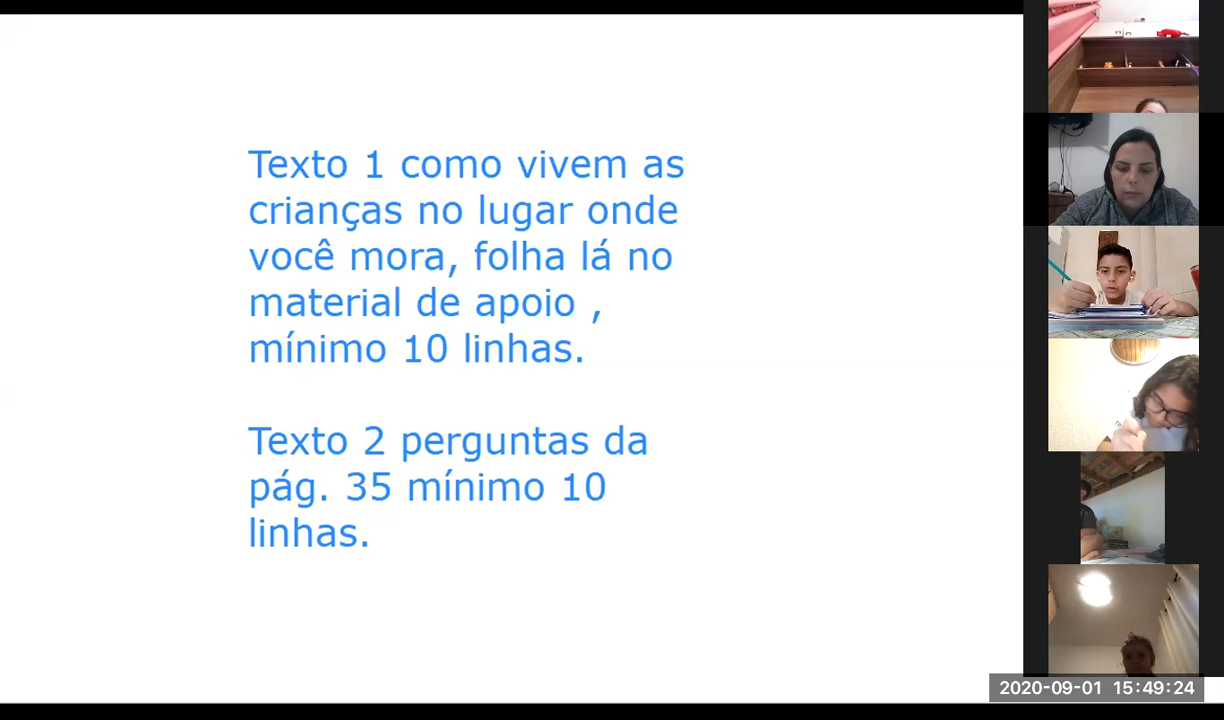 Texto 1 como vivem as
crianças no lugar onde
você mora, folha lá no
material de apoio ,
mínimo 10 linhas.
Texto 2 perguntas da
pág. 35 mínimo 10
linhas.
2020-09-01 15:49:24